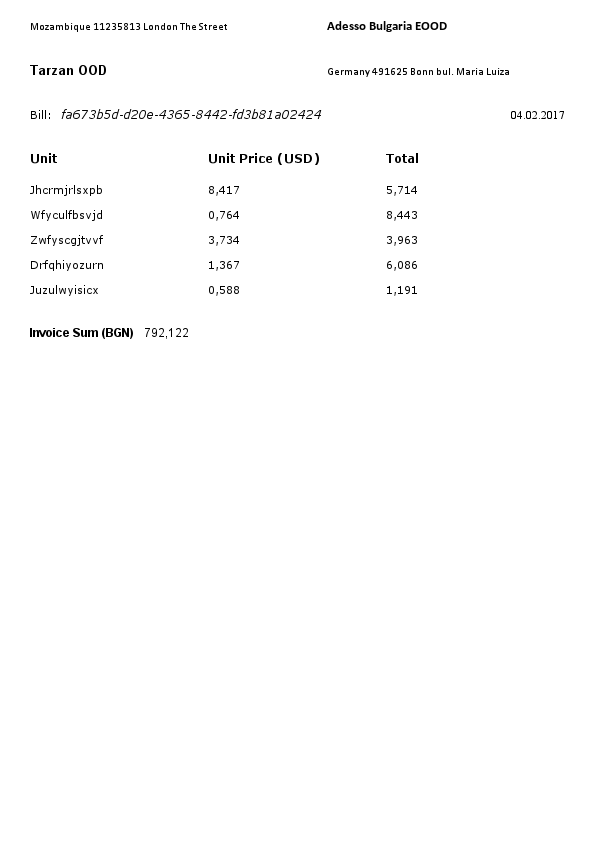 Mozambique 11235813 London The Street Adesso Bulgaria EOOD
Tarzan OOD Germany 491625 Bonn bul. Maria Luiza
Bill: fa673b5d-d20e-4365-8442-fd3b81a02424 04.02.2017
Unit Unit Price (USD) Total
Jhcrmjrlsxpb 8,417 5,714
Wfyculfbsvjd 0,764 8,443
Zwfyscgjtvvf 3,734 3,963
Drfqhiyozurn 1,367 6,086
Juzulwyisicx 0,588 1,191
Invoice Sum (BGN) 792,122